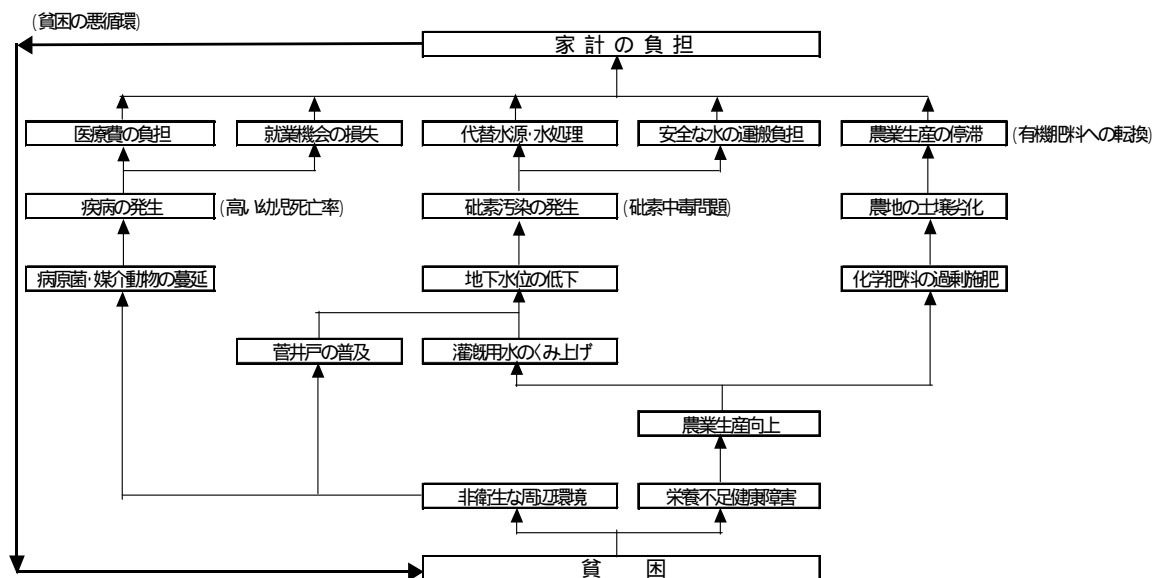 (貧困の悪循環)
家計の負担
医療費の負担
就業機会の損失
代替水源・水処理
安全な水の運搬負担
農業生産の停滞
(有機肥料への転換)
疾病の発生
(高い幼児死亡率)
砒素汚染の発生
(砒素中毒問題)
農地の土壌劣化
病原菌・媒介動物の蔓延
地下水位の低下
化学肥料の過剰施肥
菅井戸の普及
灌漑用水のくみ上げ
農業生産向上
非衛生な周辺環境
栄養不足健康障害
貧困